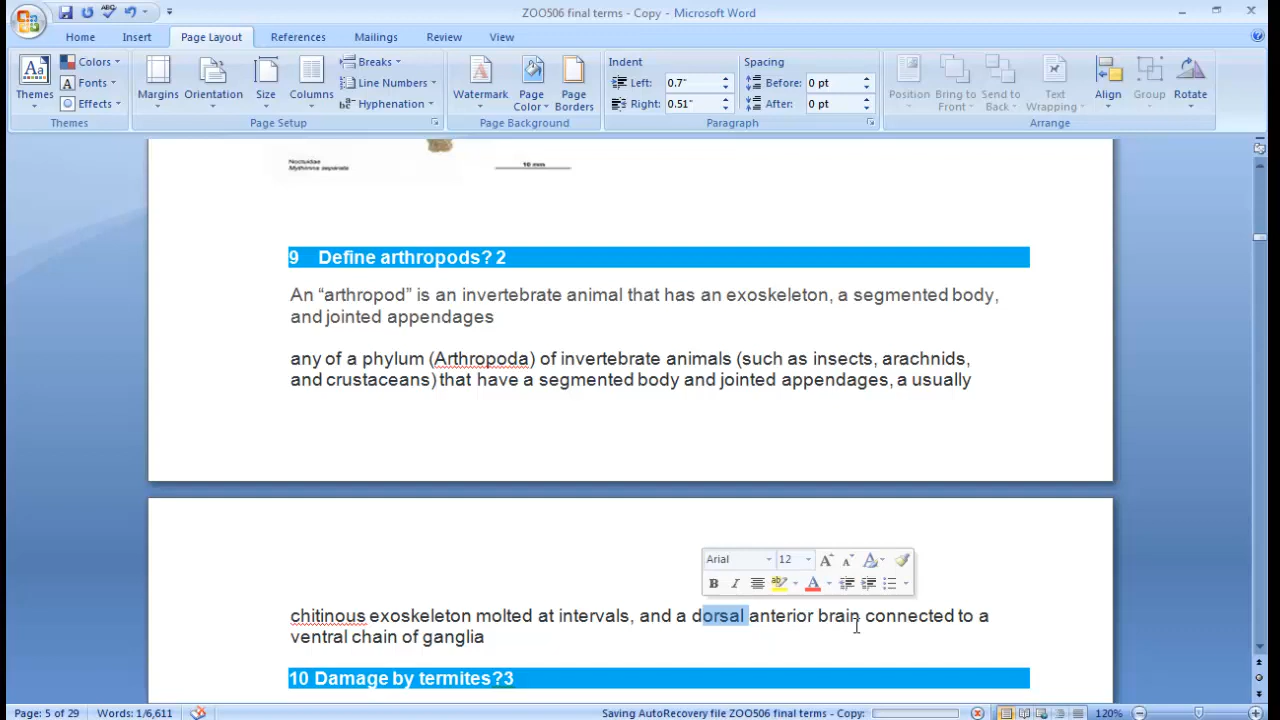 ZOO506 final terms - Copy - Microsoft Word
Home Insert Page Layout References Mailings Review View
Themes
Colors
Fonts
Effects
Themes
Margins Orientation Size Columns
Breaks
Line Numbers
Hyphenation
Page Setup
Watermark Page Color Page Borders
Page Background
Indent
Left: 0.7"
Right: 0.51"
Spacing
Before: 0 pt
After: 0 pt
Paragraph
Position Bring to Front Send to Back Text Wrapping Align Group Rotate
Arrange
Noctuidae
Mythimna separata
10 mm
9 Define arthropods? 2
An “arthropod” is an invertebrate animal that has an exoskeleton, a segmented body,
and jointed appendages
any of a phylum (Arthropoda) of invertebrate animals (such as insects, arachnids,
and crustaceans) that have a segmented body and jointed appendages, a usually
Arial 12
chitinous exoskeleton molted at intervals, and a dorsal anterior brain connected to a
ventral chain of ganglia
10 Damage by termites?3
Page: 5 of 29 Words: 1/6,611 Saving AutoRecovery file ZOO506 final terms - Copy: 120%